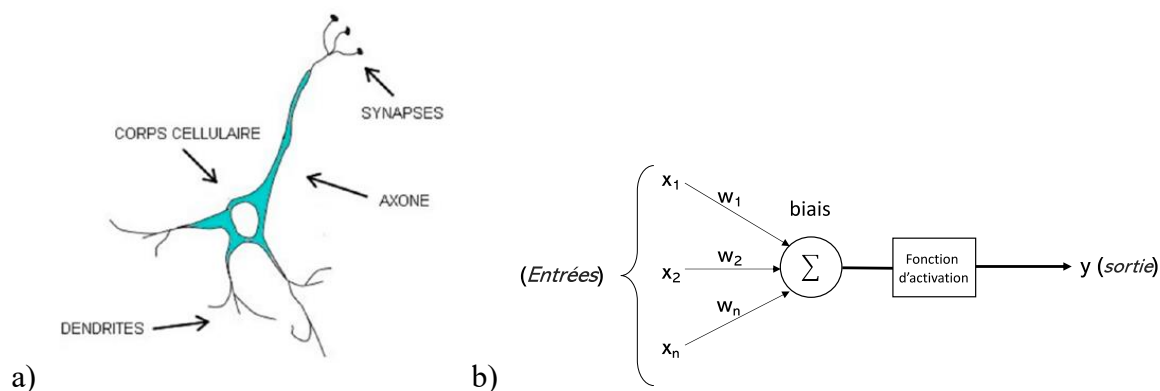 SYNAPSES
CORPS CELLULAIRE
AXONE
DENDRITES
a)
x1
w1
biais
(Entrées)
x2
w2
Σ
Fonction
d'activation
y (sortie)
wn
xn
b)